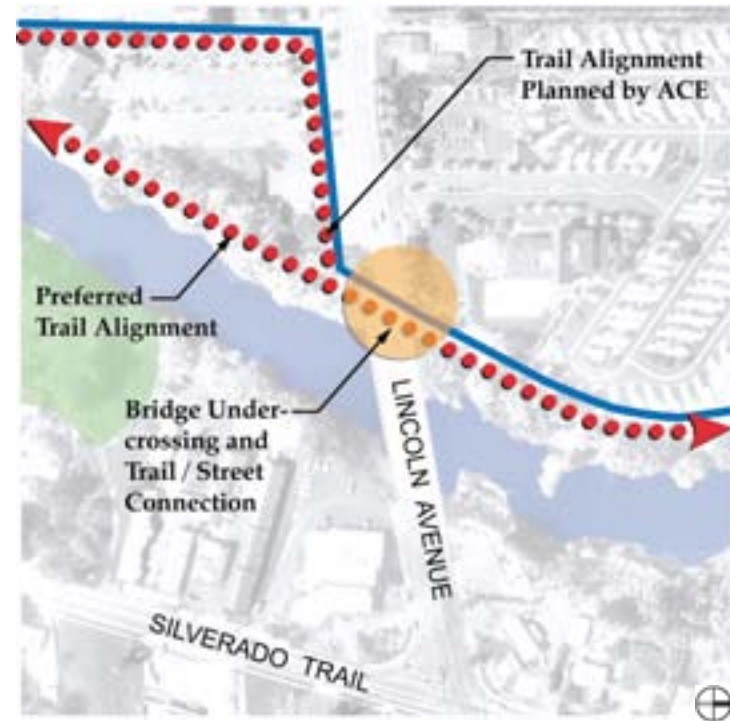 Trail Alignment
Planned by ACE
Preferred
Trail Alignment
Bridge Under-
crossing and
Trail / Street
Connection
LINCOLN AVENUE
SILVERADO TRAIL